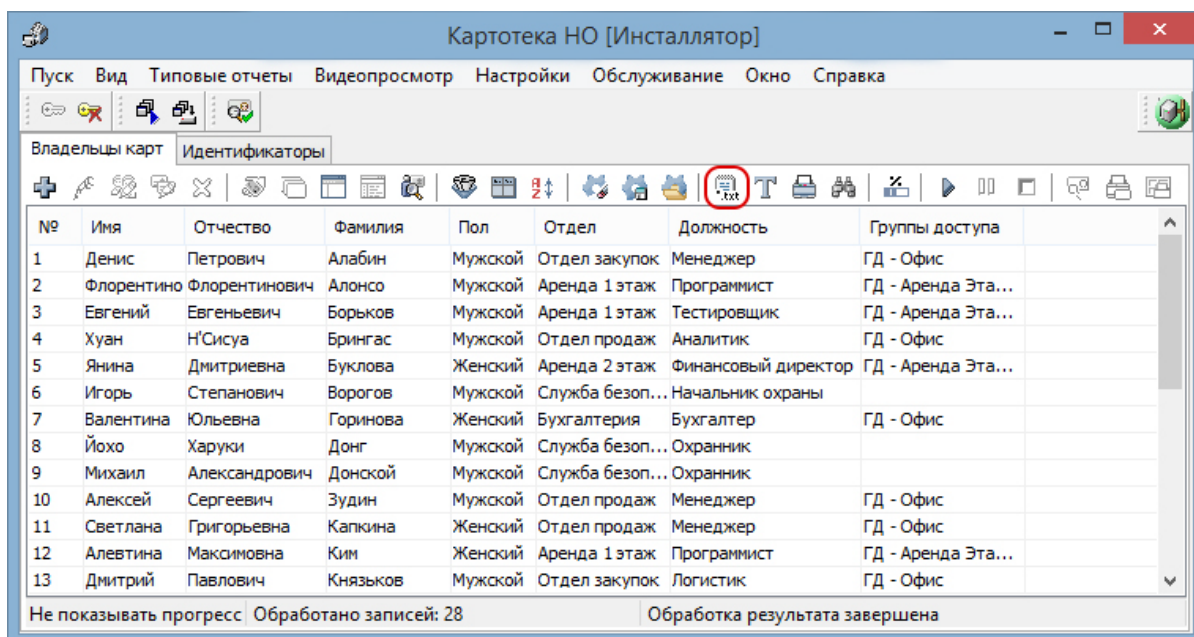 Картотека НО [Инсталлятор]
Пуск Вид Типовые отчеты Видеопросмотр Настройки Обслуживание Окно Справка
Владельцы карт Идентификаторы
.txt
№ Имя Отчество Фамилия Пол Отдел Должность Группы доступа
1 Денис Петрович Алабин Мужской Отдел закупок Менеджер ГД - Офис
2 Флорентино Флорентинович Алонсо Мужской Аренда 1 этаж Программист ГД - Аренда Эта...
3 Евгений Евгеньевич Борьков Мужской Аренда 1 этаж Тестировщик ГД - Аренда Эта...
4 Хуан Н'Сисуа Брингас Мужской Отдел продаж Аналитик ГД - Офис
5 Янина Дмитриевна Буклова Женский Аренда 2 этаж Финансовый директор ГД - Аренда Эта...
6 Игорь Степанович Ворогов Мужской Служба безоп... Начальник охраны
7 Валентина Юльевна Горинова Женский Бухгалтерия Бухгалтер ГД - Офис
8 Йохо Харуки Донг Мужской Служба безоп... Охранник
9 Михаил Александрович Донской Мужской Служба безоп... Охранник
10 Алексей Сергеевич Зудин Мужской Отдел продаж Менеджер ГД - Офис
11 Светлана Григорьевна Капкина Женский Отдел продаж Менеджер ГД - Офис
12 Алевтина Максимовна Ким Женский Аренда 1 этаж Программист ГД - Аренда Эта...
13 Дмитрий Павлович Князьков Мужской Отдел закупок Логистик ГД - Офис
Не показывать прогресс Обработано записей: 28 Обработка результата завершена